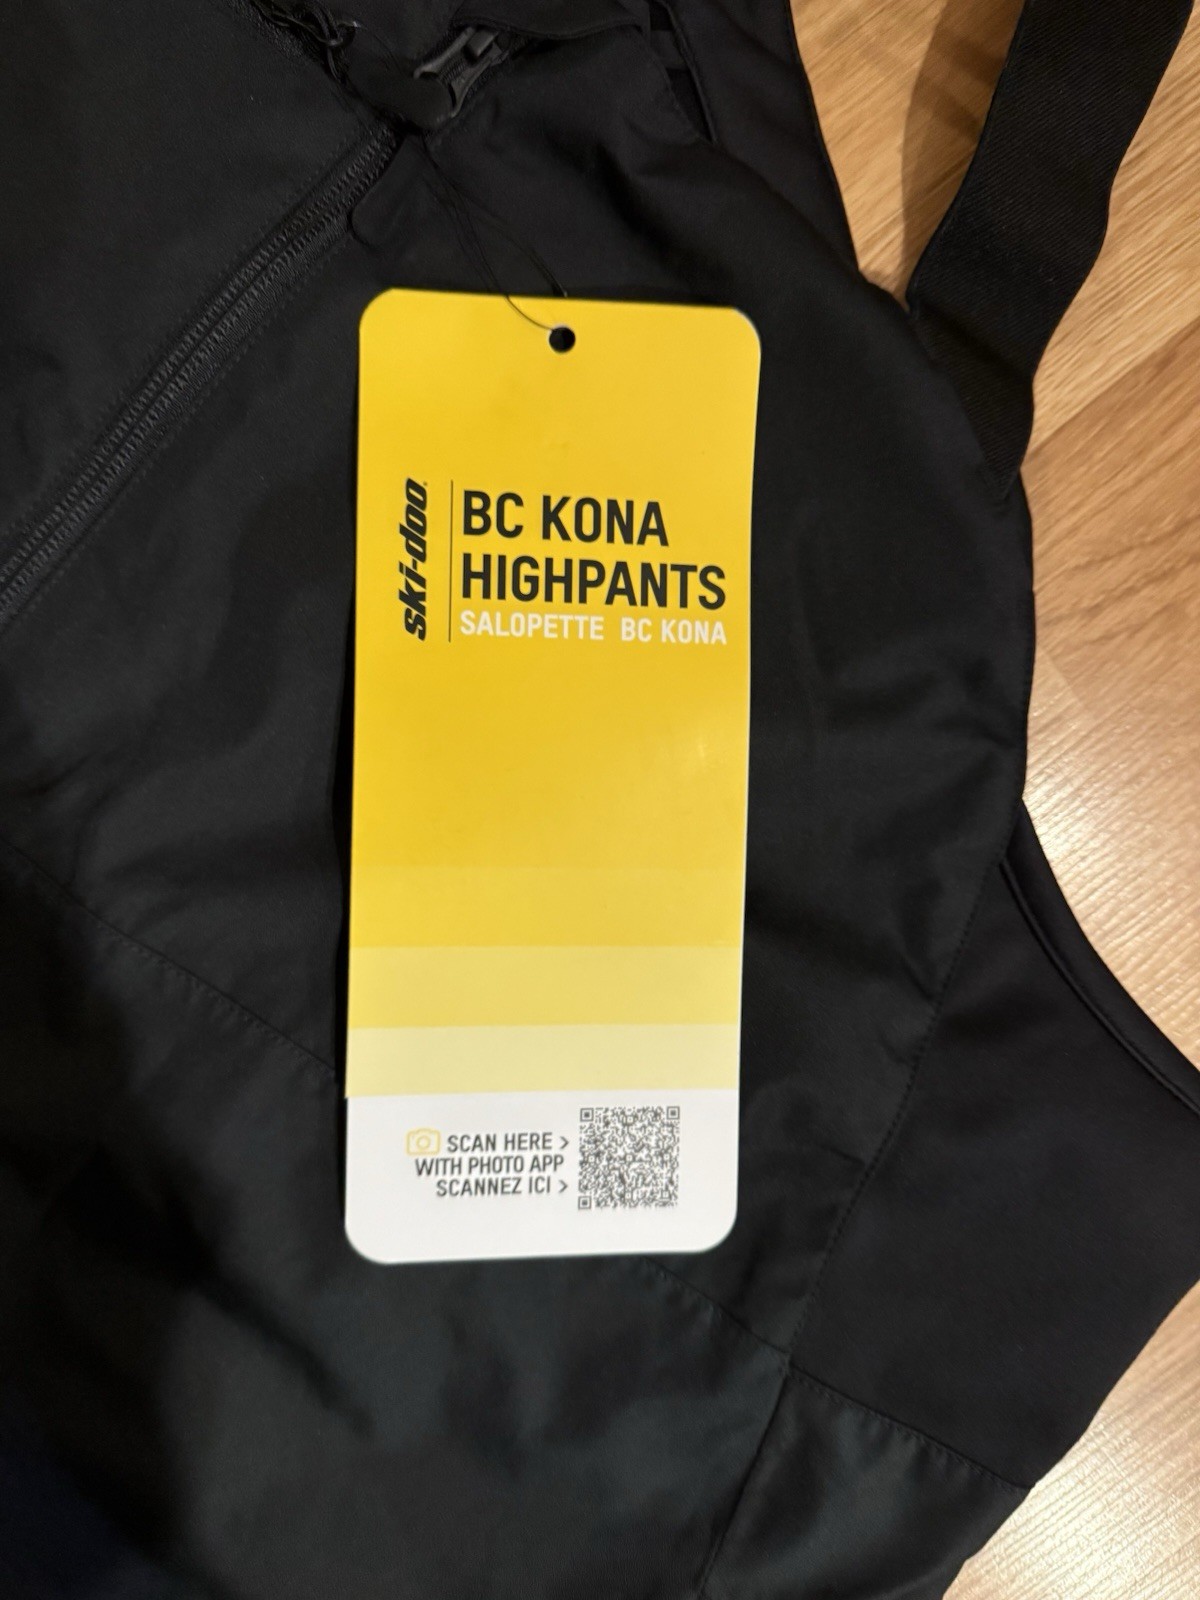 ski-doo
BC KONA
HIGHPANTS
SALOPETTE BC KONA
SCAN HERE >
WITH PHOTO APP
SCANNEZ ICI >